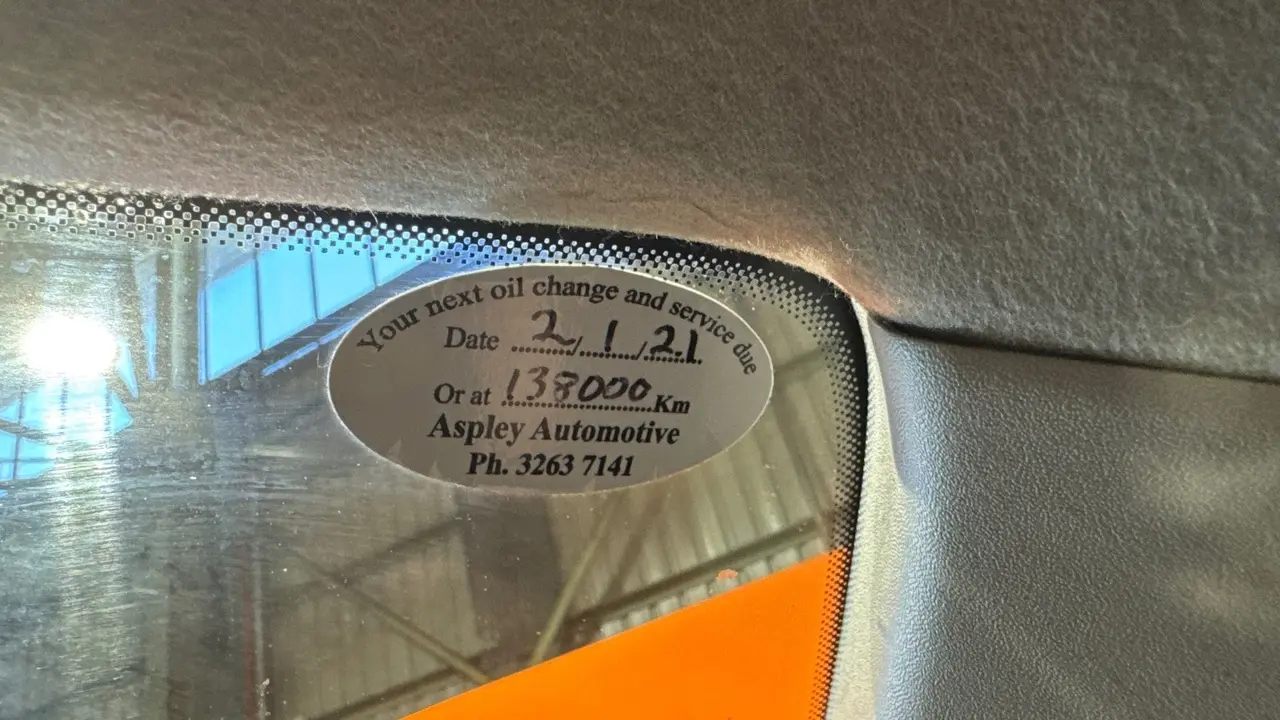 Your next oil change and service due
Date 2/1/21
Or at 138000 Km
Aspley Automotive
Ph. 3263 7141